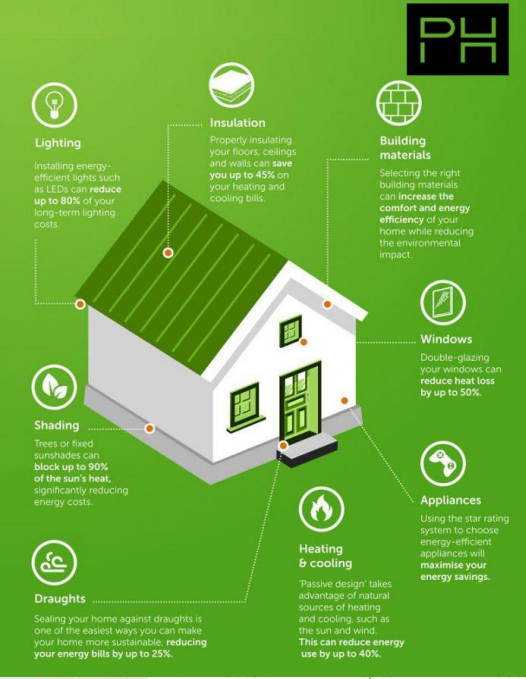 PH
Lighting
Installing energy-
efficient lights such
as LEDs can reduce
up to 80% of your
long-term lighting
costs.
Insulation
Properly insulating
your floors, ceilings
and walls can save
you up to 45% on
your heating and
cooling bills.
Building
materials
Selecting the right
building materials
can increase the
comfort and energy
efficiency of your
home while reducing
the environmental
impact.
Windows
Double-glazing
your windows can
reduce heat loss
by up to 50%.
Shading
Trees or fixed
sunshades can
block up to 90%
of the sun's heat,
significantly reducing
energy costs.
Appliances
Using the star rating
system to choose
energy-efficient
appliances will
maximise your
energy savings.
Heating
& cooling
'Passive design' takes
advantage of natural
sources of heating
and cooling, such as
the sun and wind.
This can reduce energy
use by up to 40%.
Draughts
Sealing your home against draughts is
one of the easiest ways you can make
your home more sustainable, reducing
your energy bills by up to 25%.